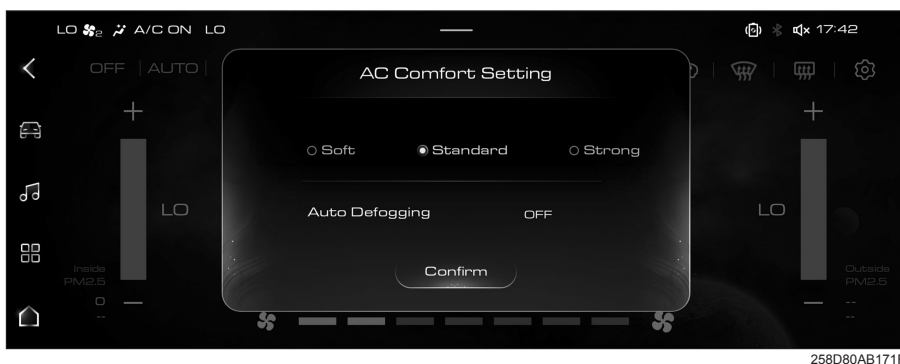 LO 2 A/C ON LO
17:42
OFF | AUTO |
AC Comfort Setting
Soft Standard Strong
LO LO
Auto Defogging OFF
Inside
PM2.5
0
--
Outside
PM2.5
--
--
Confirm